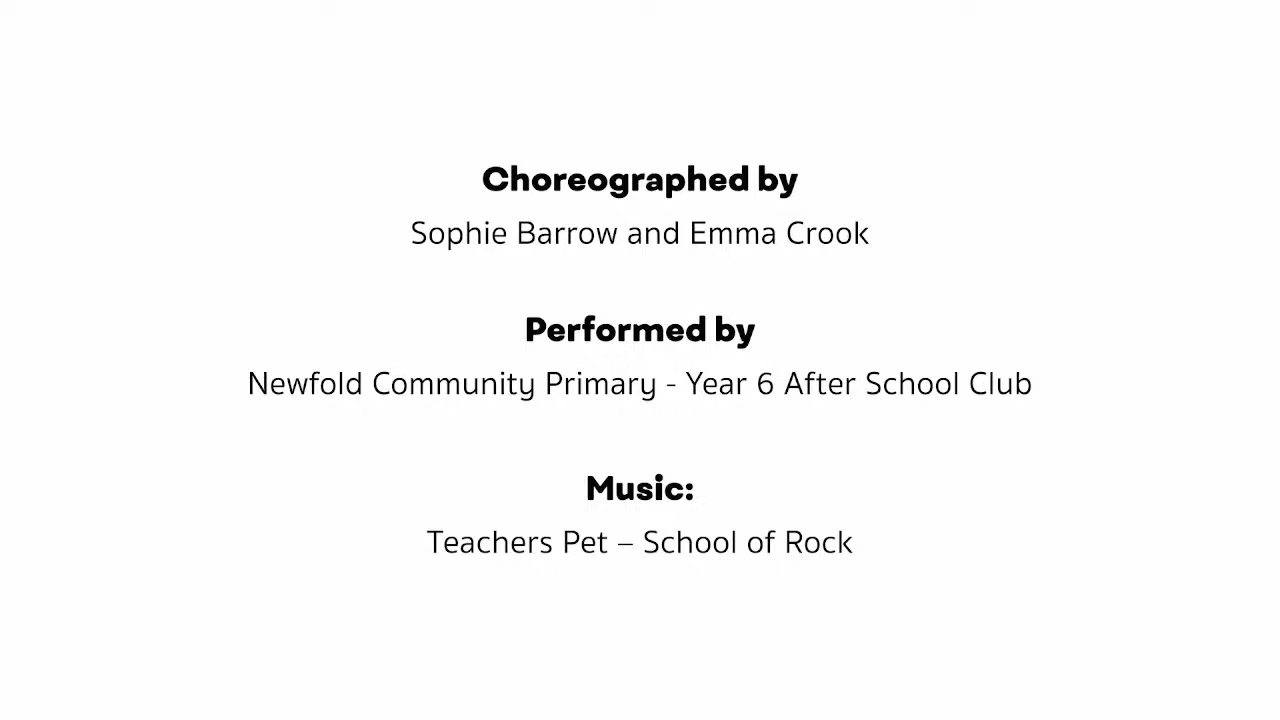 Choreographed by
Sophie Barrow and Emma Crook
Performed by
Newfold Community Primary - Year 6 After School Club
Music:
Teachers Pet – School of Rock